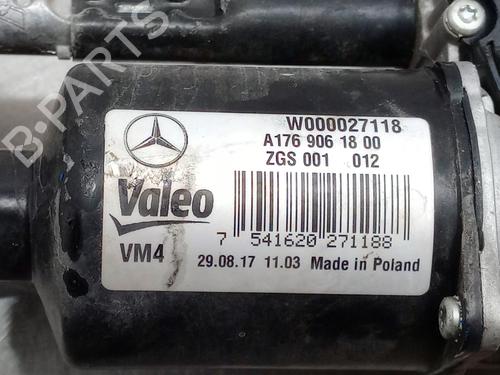 B-PARTS
W000027118
A176 906 18 00
ZGS 001 012
Valeo
7 541620 271188
VM4
29.08.17 11.03 Made in Poland